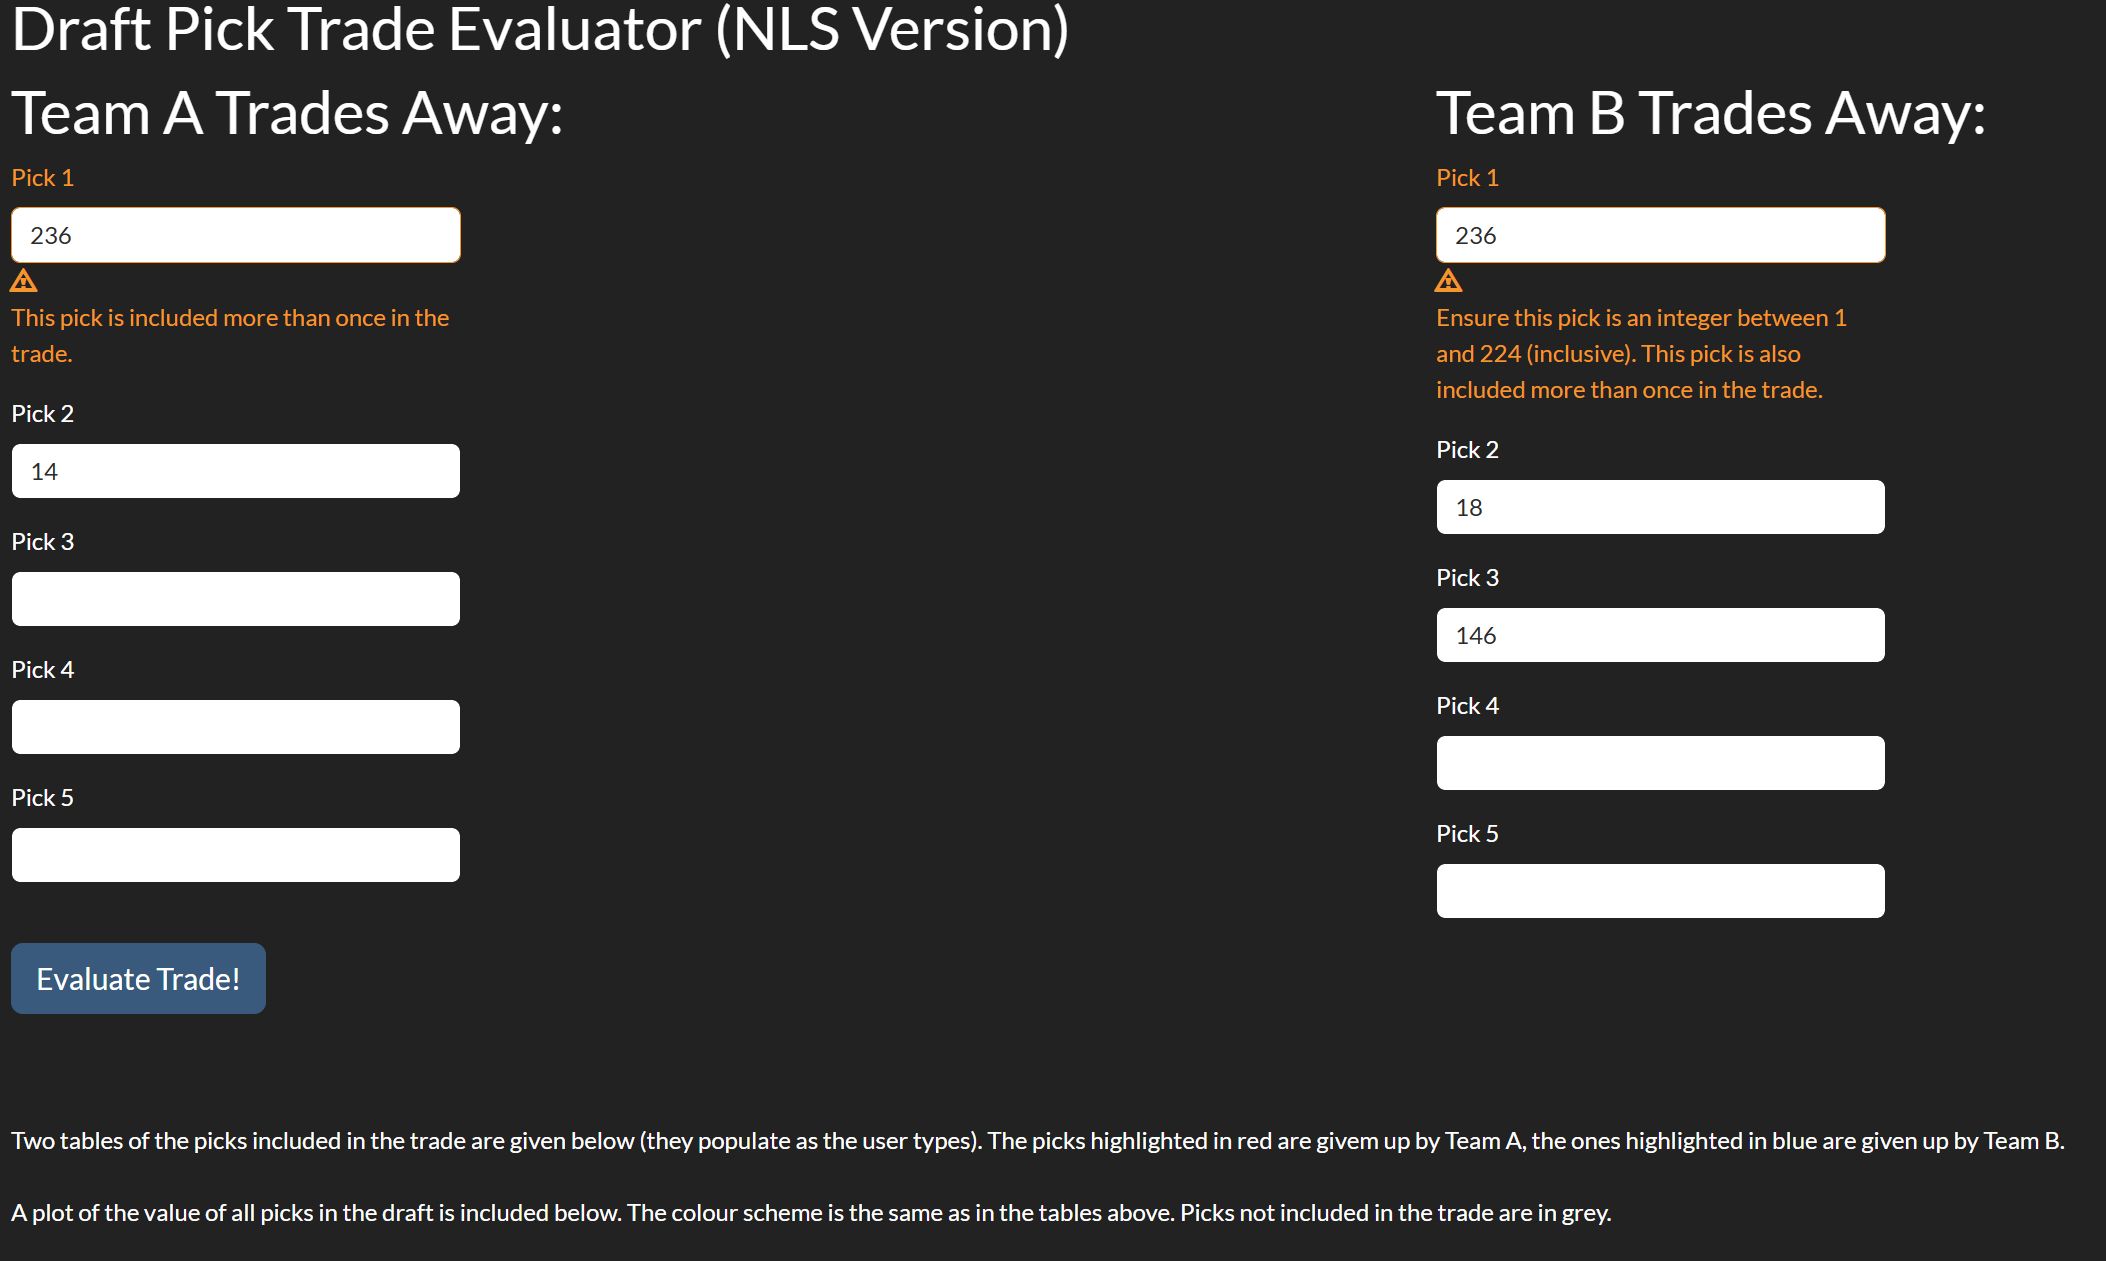 Draft Pick Trade Evaluator (NLS Version)
Team A Trades Away:
Pick 1
236
This pick is included more than once in the
trade.
Pick 2
14
Pick 3
Pick 4
Pick 5
Evaluate Trade!
Team B Trades Away:
Pick 1
236
Ensure this pick is an integer between 1
and 224 (inclusive). This pick is also
included more than once in the trade.
Pick 2
18
Pick 3
146
Pick 4
Pick 5
Two tables of the picks included in the trade are given below (they populate as the user types). The picks highlighted in red are givem up by Team A, the ones highlighted in blue are given up by Team B.
A plot of the value of all picks in the draft is included below. The colour scheme is the same as in the tables above. Picks not included in the trade are in grey.